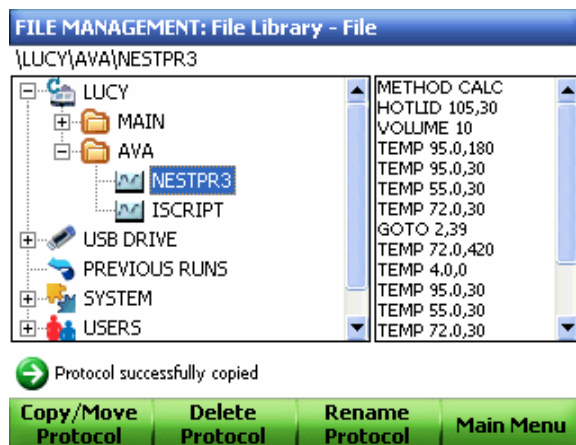 FILE MANAGEMENT: File Library - File
\LUCY\AVA\NESTPR3
LUCY
MAIN
AVA
NESTPR3
ISCRIPT
USB DRIVE
PREVIOUS RUNS
SYSTEM
USERS
METHOD CALC
HOTLID 105,30
VOLUME 10
TEMP 95.0,180
TEMP 95.0,30
TEMP 55.0,30
TEMP 72.0,30
GOTO 2,39
TEMP 72.0,420
TEMP 4.0,0
TEMP 95.0,30
TEMP 55.0,30
TEMP 72.0,30
Protocol successfully copied
Copy/Move Protocol
Delete Protocol
Rename Protocol
Main Menu